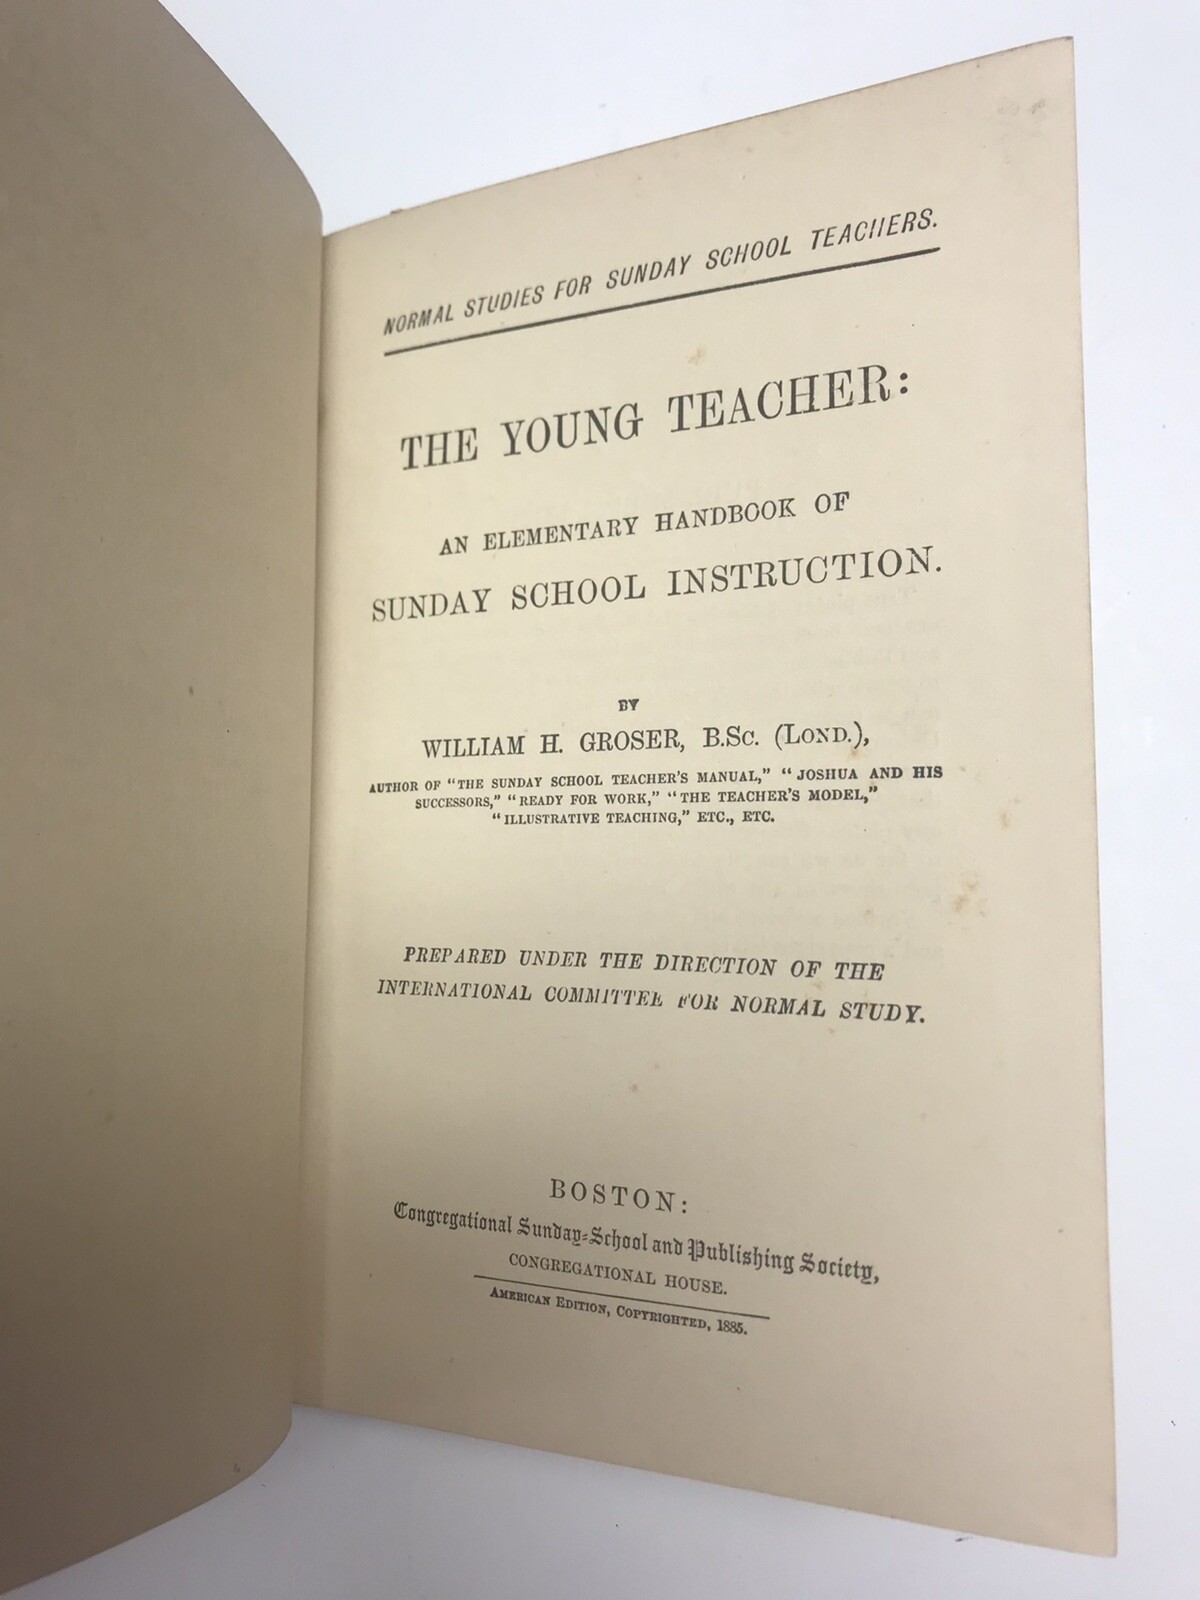 NORMAL STUDIES FOR SUNDAY SCHOOL TEACHERS.
THE YOUNG TEACHER:
AN ELEMENTARY HANDBOOK OF
SUNDAY SCHOOL INSTRUCTION.
BY
WILLIAM H. GROSER, B.Sc. (LOND.),
AUTHOR OF "THE SUNDAY SCHOOL TEACHER'S MANUAL," "JOSHUA AND HIS
SUCCESSORS," "READY FOR WORK," "THE TEACHER'S MODEL,"
"ILLUSTRATIVE TEACHING," ETC., ETC.
PREPARED UNDER THE DIRECTION OF THE
INTERNATIONAL COMMITTEE FOR NORMAL STUDY.
BOSTON:
Congregational Sunday-School and Publishing Society,
CONGREGATIONAL HOUSE.
AMERICAN EDITION, COPYRIGHTED, 1885.